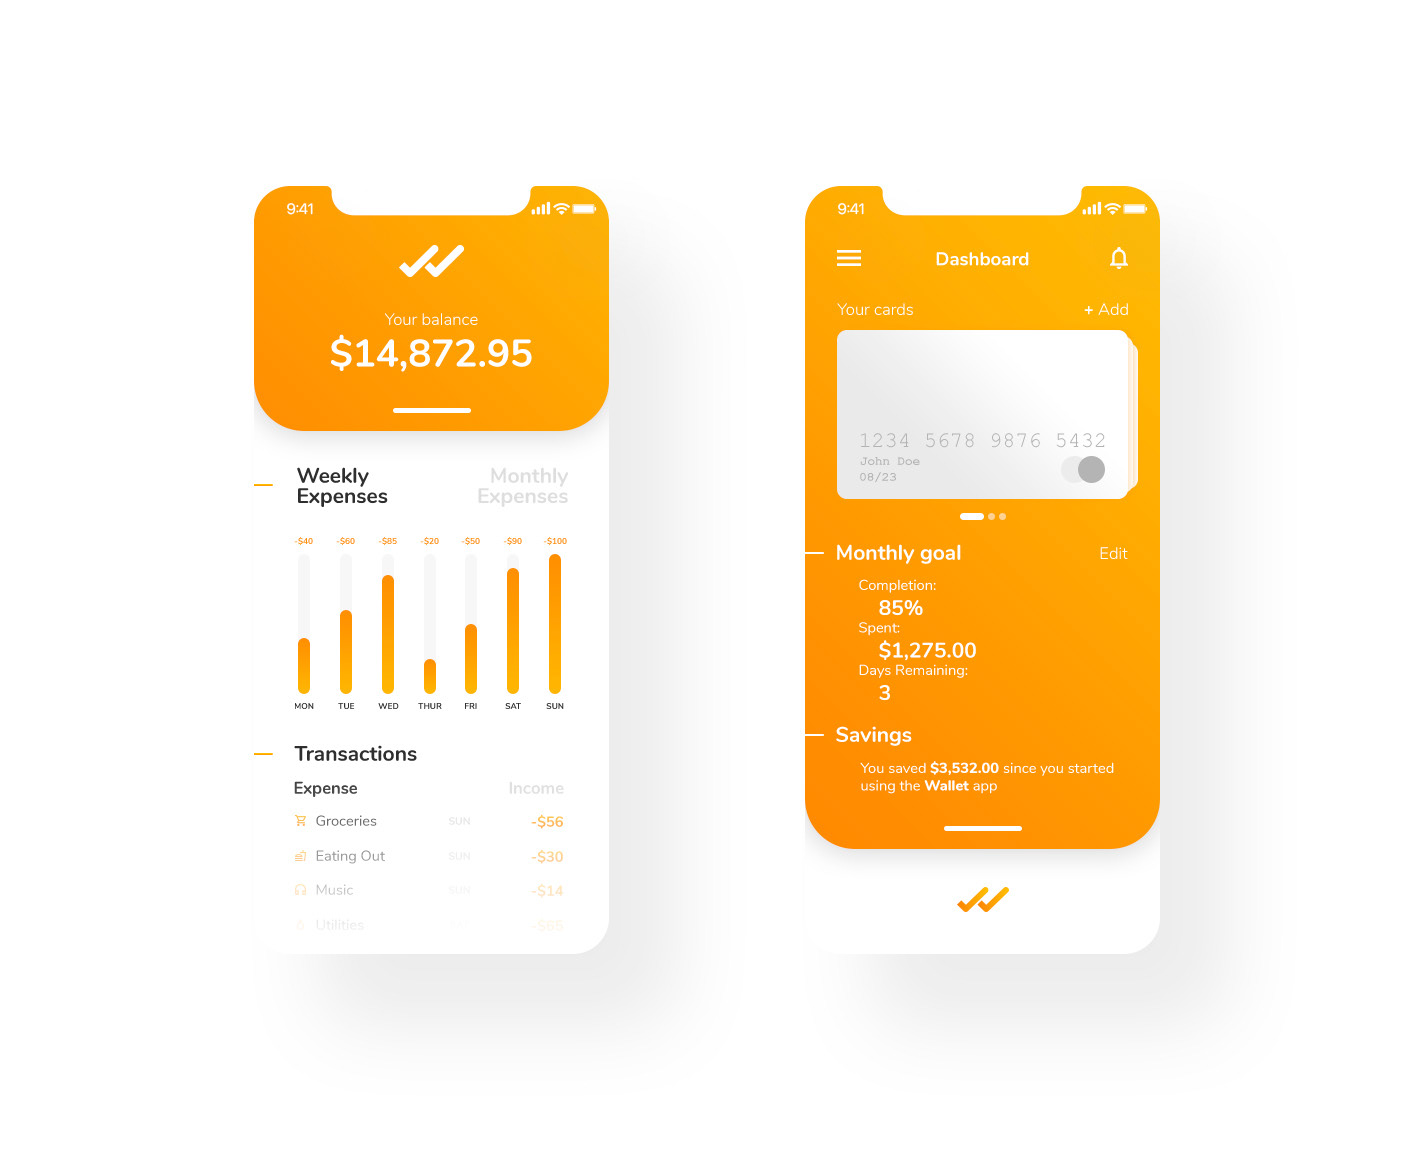 9:41
Your balance
$14,872.95
Weekly Expenses
Monthly Expenses
-$40 -$60 -$85 -$20 -$50 -$90 -$100
MON TUE WED THUR FRI SAT SUN
Transactions
Expense Income
Groceries SUN -$56
Eating Out SUN -$30
Music SUN -$14
Utilities
9:41
Dashboard
Your cards + Add
1234 5678 9876 5432
John Doe
08/23
Monthly goal Edit
Completion:
85%
Spent:
$1,275.00
Days Remaining:
3
Savings
You saved $3,532.00 since you started
using the Wallet app